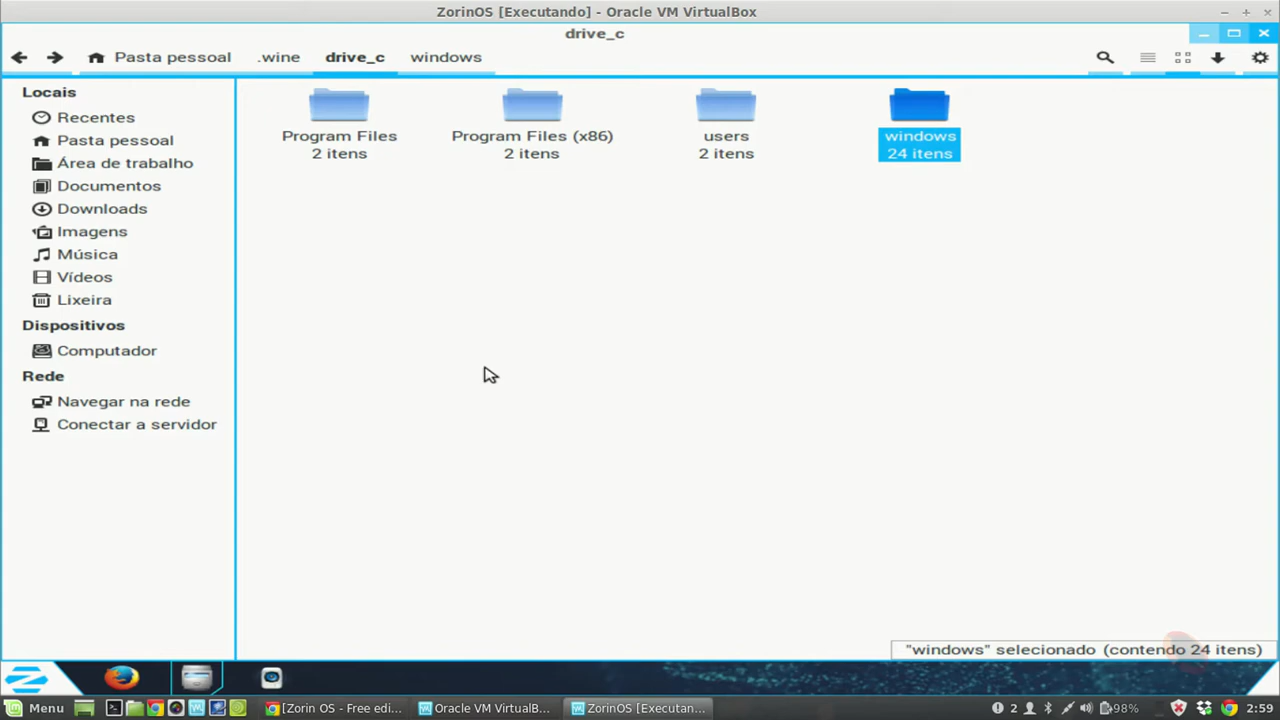 ZorinOS [Executando] - Oracle VM VirtualBox
drive_c
Pasta pessoal .wine drive_c windows
Locais
Recentes
Pasta pessoal
Área de trabalho
Documentos
Downloads
Imagens
Música
Vídeos
Lixeira
Dispositivos
Computador
Rede
Navegar na rede
Conectar a servidor
Program Files
2 itens
Program Files (x86)
2 itens
users
2 itens
windows
24 itens
"windows" selecionado (contendo 24 itens)
Menu [Zorin OS - Free edi... Oracle VM VirtualB... ZorinOS [Executan... 2 98% 2:59